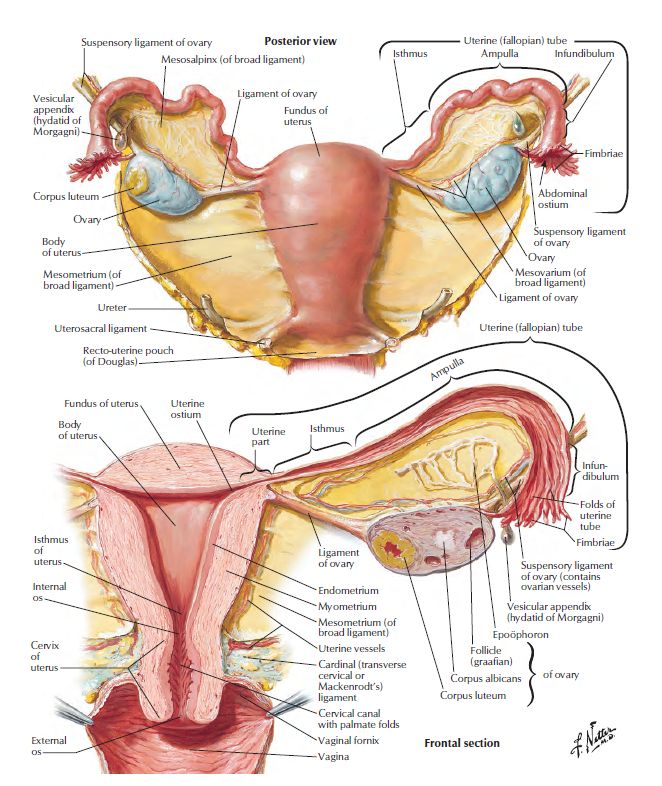 Posterior view
Suspensory ligament of ovary
Mesosalpinx (of broad ligament)
Uterine (fallopian) tube
Isthmus
Ampulla
Infundibulum
Vesicular
appendix
(hydatid of
Morgagni)
Ligament of ovary
Fundus of
uterus
Fimbriae
Corpus luteum
Abdominal
ostium
Ovary
Suspensory ligament
of ovary
Body
of uterus
Ovary
Mesometrium (of
broad ligament)
Mesovarium (of
broad ligament)
Ligament of ovary
Ureter
Uterosacral ligament
Uterine (fallopian) tube
Recto-uterine pouch
(of Douglas)
Ampulla
Fundus of uterus
Uterine
ostium
Body
of uterus
Uterine
part
Isthmus
Infun-
dibulum
Folds of
uterine
tube
Fimbriae
Isthmus
of
uterus
Ligament
of ovary
Suspensory ligament
of ovary (contains
ovarian vessels)
Internal
os
Endometrium
Myometrium
Vesicular appendix
(hydatid of Morgagni)
Mesometrium (of
broad ligament)
Epoöphoron
Cervix
of
uterus
Uterine vessels
Follicle
(graafian)
Cardinal (transverse
cervical or
Mackenrodt's)
ligament
Corpus albicans
of ovary
Corpus luteum
Cervical canal
with palmate folds
External
os
Vaginal fornix
Frontal section
Vagina
F. Netter
M.D.